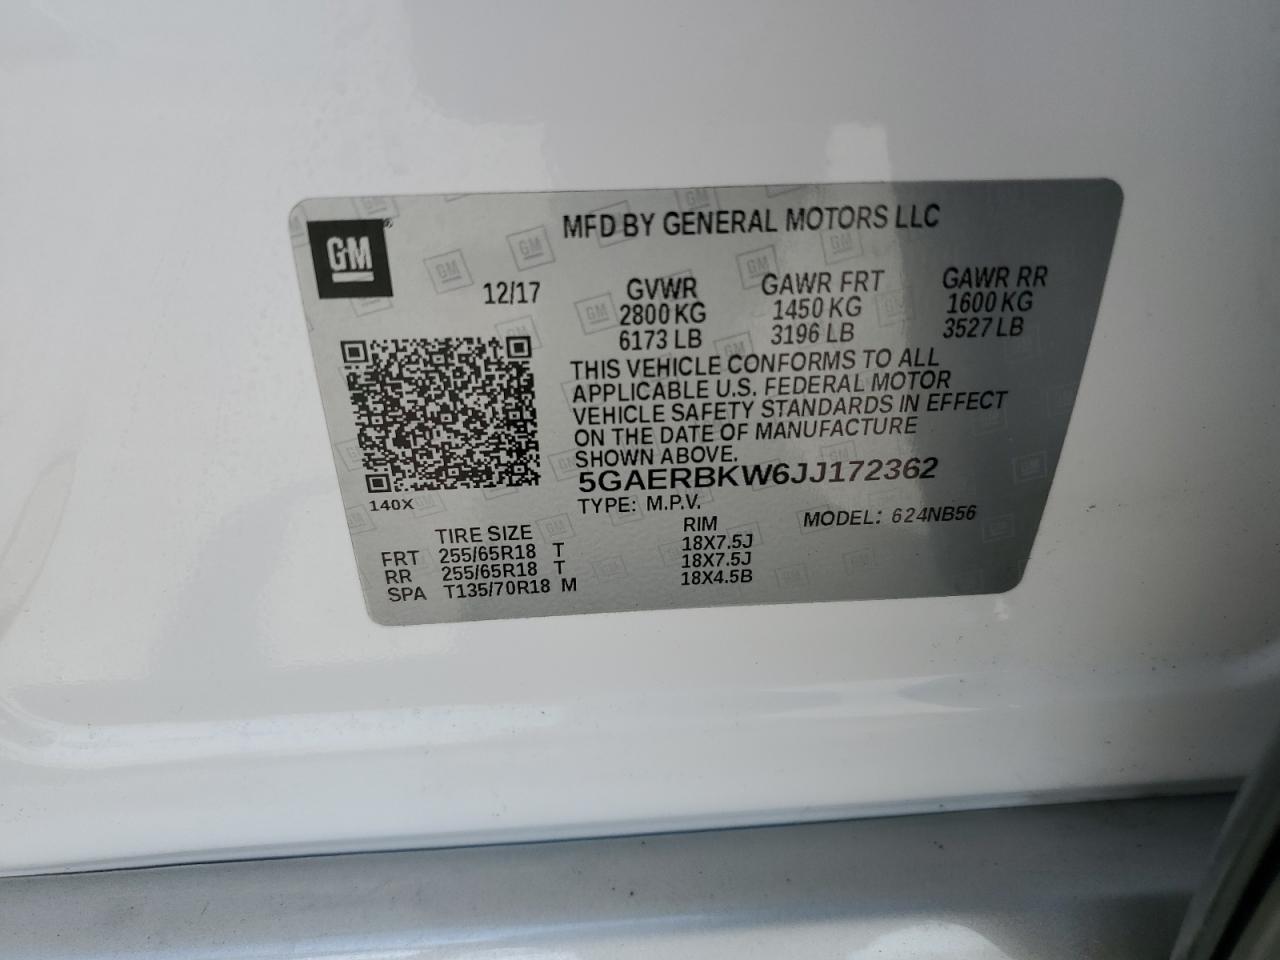 GM
MFD BY GENERAL MOTORS LLC
12/17
GVWR GAWR FRT GAWR RR
2800 KG 1450 KG 1600 KG
6173 LB 3196 LB 3527 LB
THIS VEHICLE CONFORMS TO ALL
APPLICABLE U.S. FEDERAL MOTOR
VEHICLE SAFETY STANDARDS IN EFFECT
ON THE DATE OF MANUFACTURE
SHOWN ABOVE.
5GAERBKW6JJ172362
140X
TYPE: M.P.V. MODEL: 624NB56
TIRE SIZE RIM
FRT 255/65R18 T 18X7.5J
RR 255/65R18 T 18X7.5J
SPA T135/70R18 M 18X4.5B